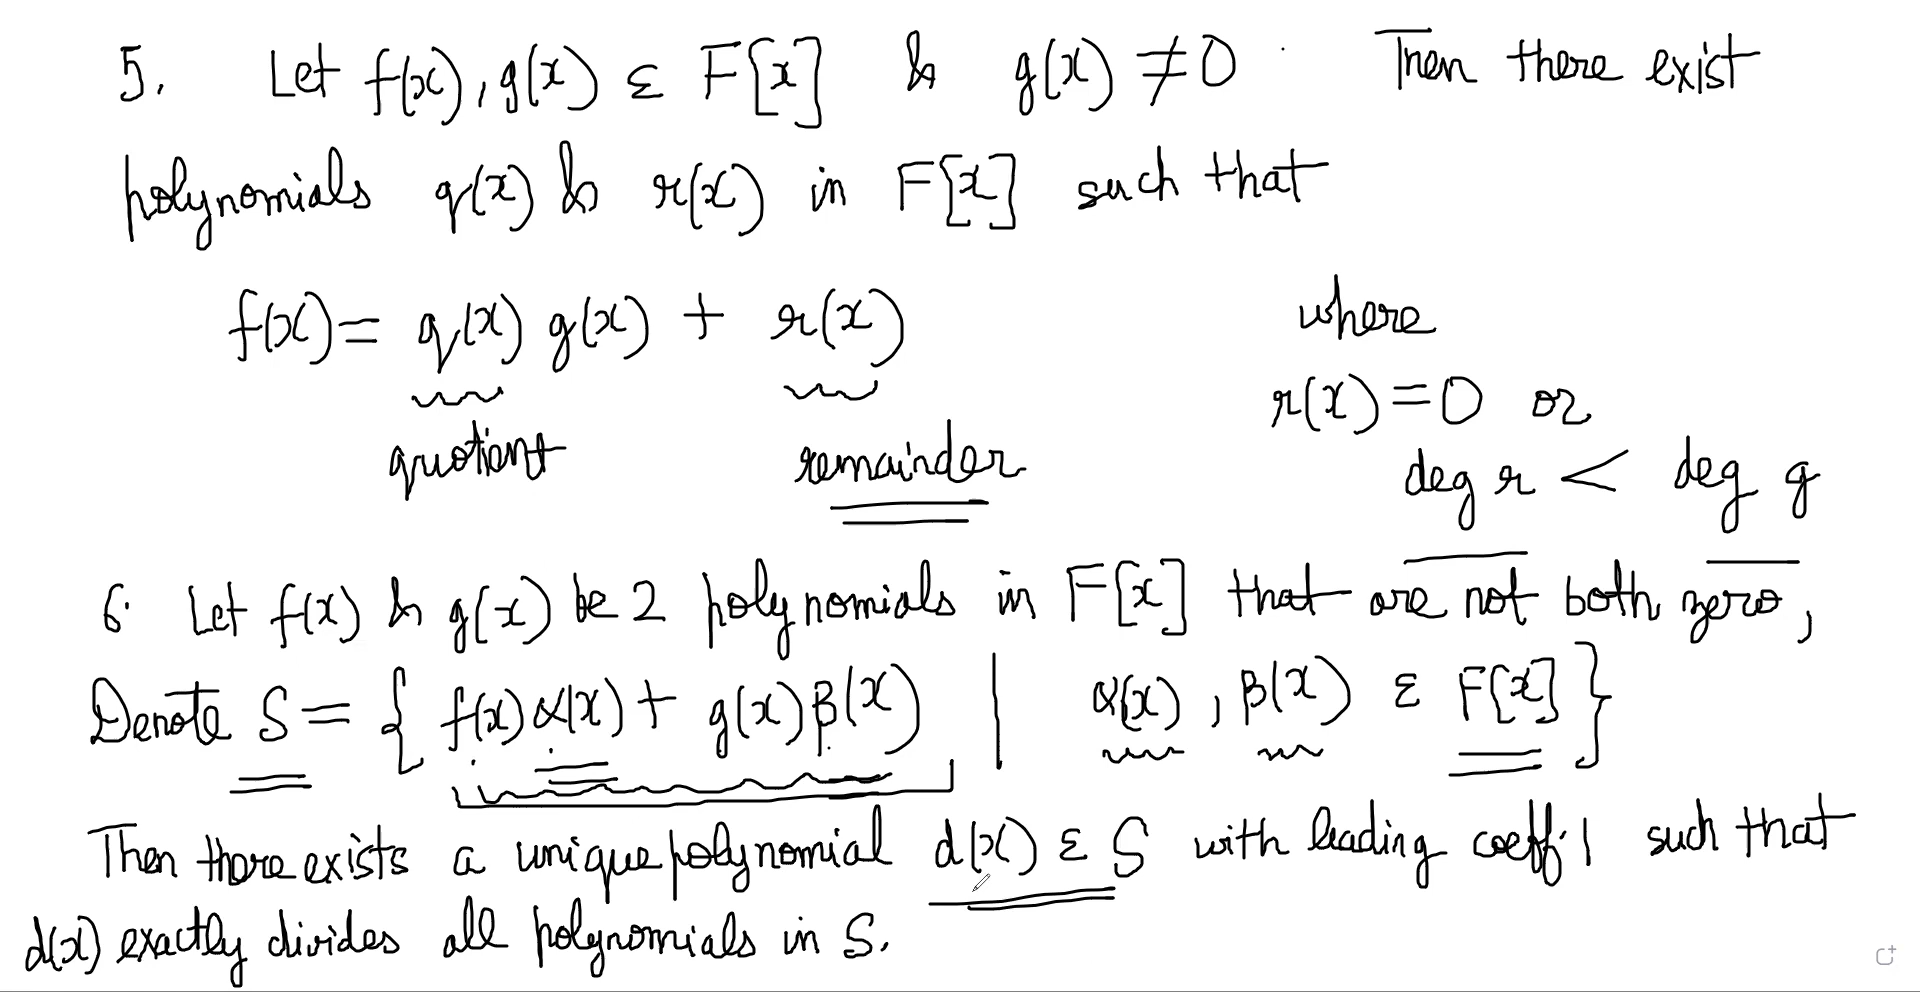 5. Let f(x), g(x) ε F[x] & g(x) ≠ 0 Then there exist
polynomials q(x) & r(x) in F[x] such that
f(x) = q(x) g(x) + r(x) where
r(x) = 0 or
quotient remainder deg r < deg g
6. Let f(x) & g(x) be 2 polynomials in F[x] that are not both zero,
Denote S = { f(x) α(x) + g(x) β(x) | α(x), β(x) ε F[x] }
Then there exists a unique polynomial d(x) ε S with leading coeff. 1 such that
d(x) exactly divides all polynomials in S.